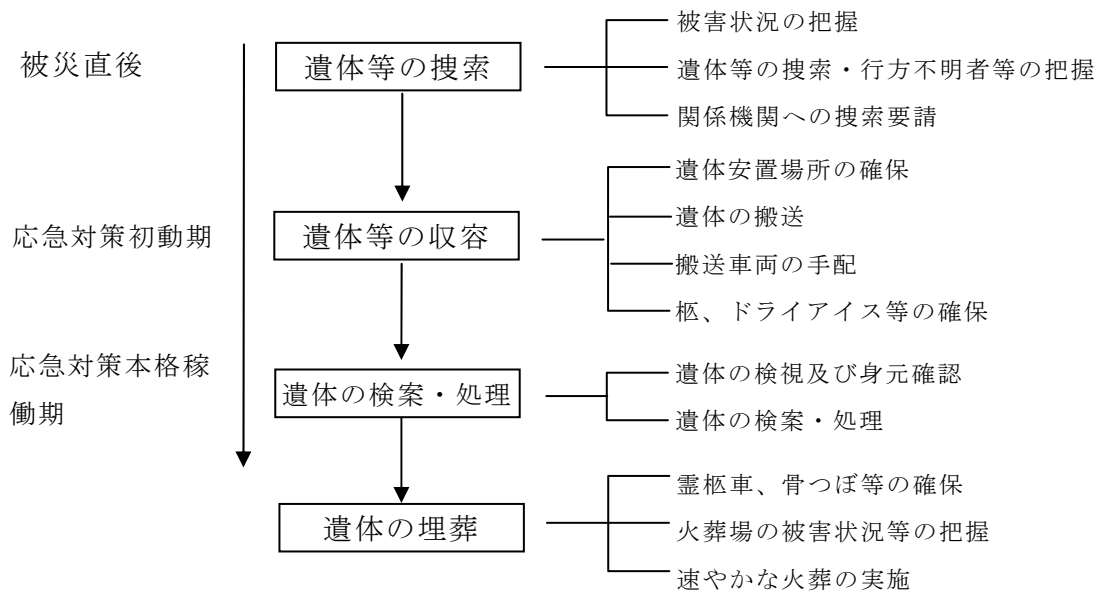 被災直後
遺体等の捜索
被害状況の把握
遺体等の捜索・行方不明者等の把握
関係機関への捜索要請
応急対策初動期
遺体等の収容
遺体安置場所の確保
遺体の搬送
搬送車両の手配
柩、ドライアイス等の確保
応急対策本格稼
働期
遺体の検案・処理
遺体の検視及び身元確認
遺体の検案・処理
遺体の埋葬
霊柩車、骨つぼ等の確保
火葬場の被害状況等の把握
速やかな火葬の実施